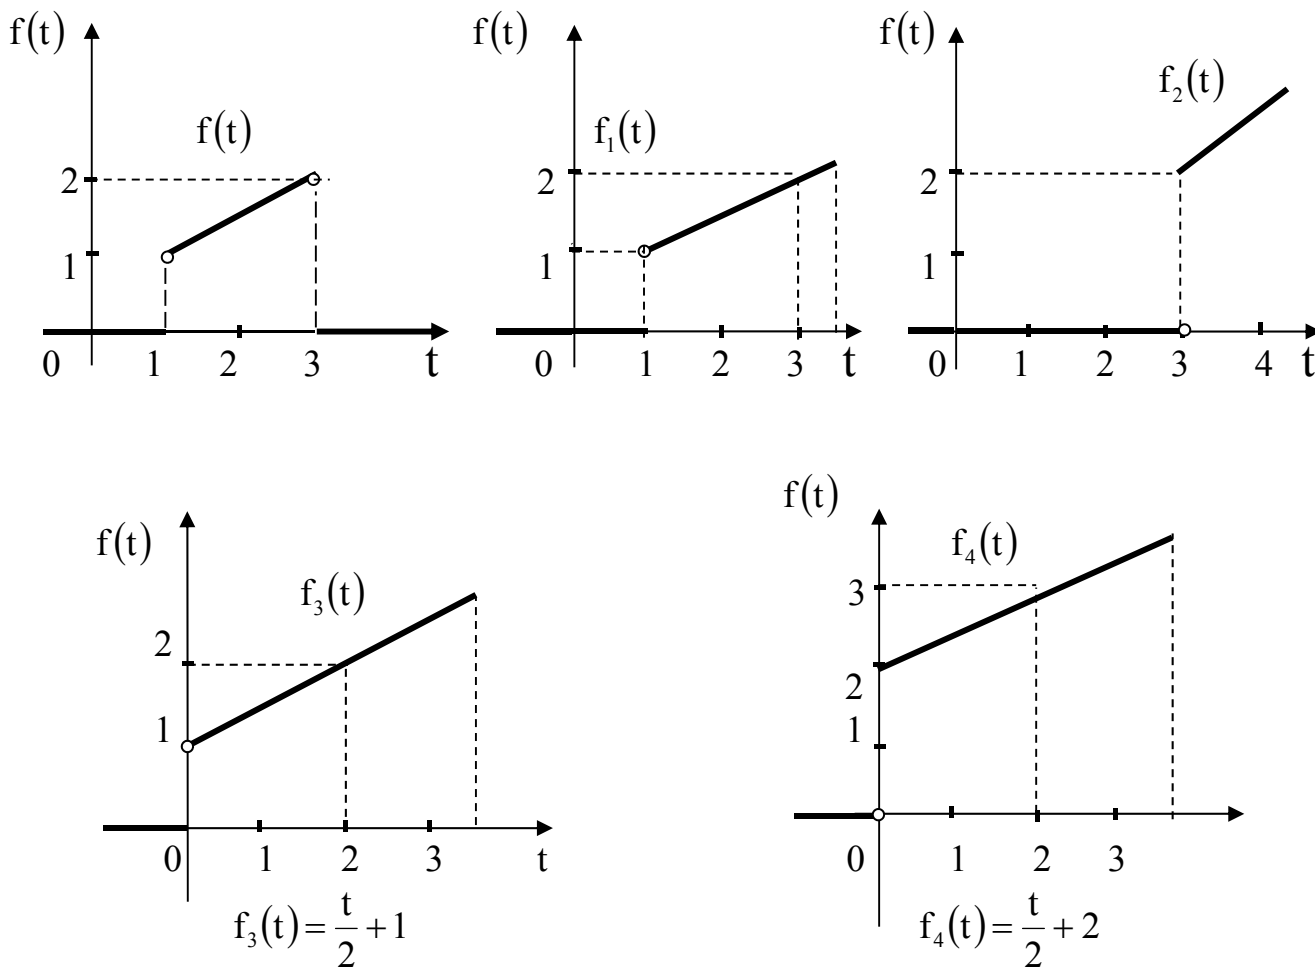 f(t)
f(t)
2
1
0 1 2 3 t
f(t)
f₁(t)
2
1
0 1 2 3 t
f(t)
f₂(t)
2
1
0 1 2 3 4 t
f(t)
f₃(t)
2
1
0 1 2 3 t
f₃(t) = t/2 + 1
f(t)
f₄(t)
3
2
1
0 1 2 3
f₄(t) = t/2 + 2